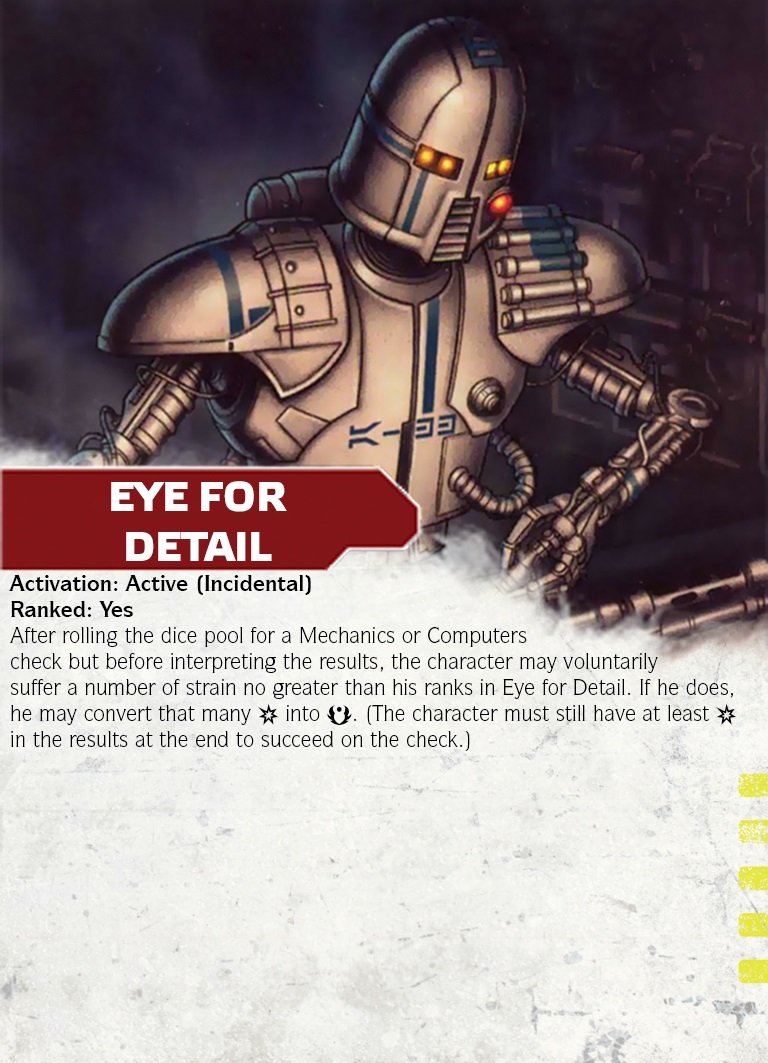 EYE FOR
DETAIL
Activation: Active (Incidental)
Ranked: Yes
After rolling the dice pool for a Mechanics or Computers
check but before interpreting the results, the character may voluntarily
suffer a number of strain no greater than his ranks in Eye for Detail. If he does,
he may convert that many into . (The character must still have at least
in the results at the end to succeed on the check.)